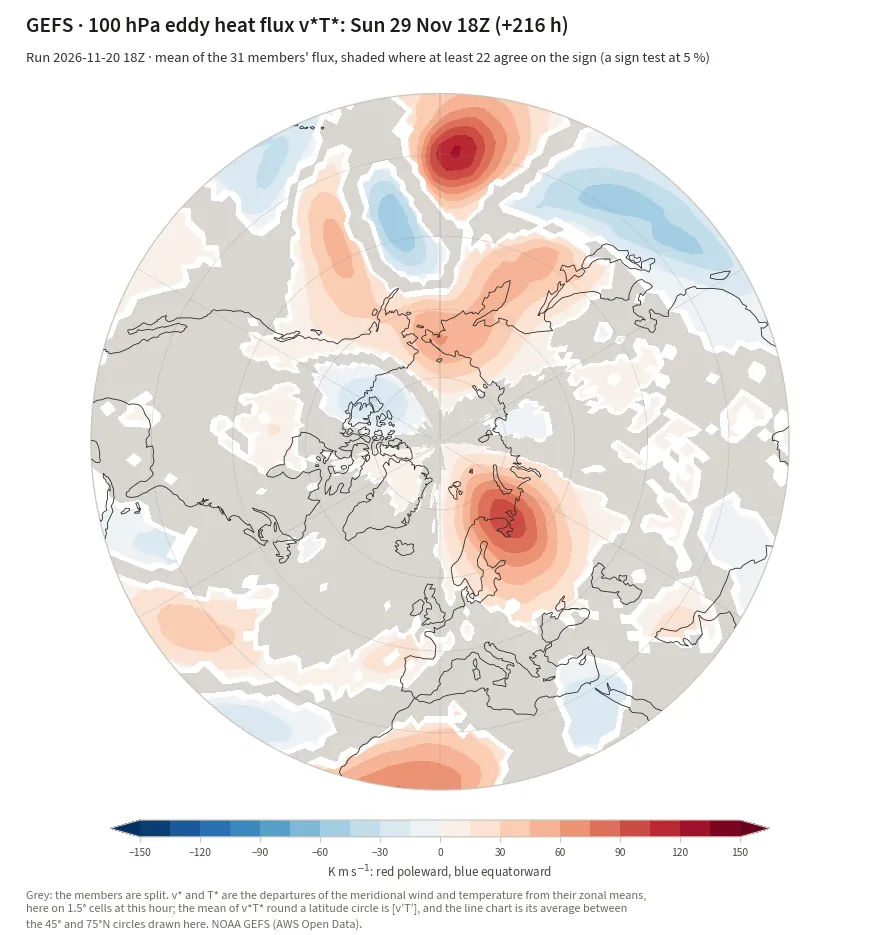 GEFS · 100 hPa eddy heat flux v*T*: Sun 29 Nov 18Z (+216 h)
Run 2026-11-20 18Z · mean of the 31 members' flux, shaded where at least 22 agree on the sign (a sign test at 5 %)
−150 −120 −90 −60 −30 0 30 60 90 120 150
K m s⁻¹: red poleward, blue equatorward
Grey: the members are split. v* and T* are the departures of the meridional wind and temperature from their zonal means,
here on 1.5° cells at this hour; the mean of v*T* round a latitude circle is [v'T'], and the line chart is its average between
the 45° and 75°N circles drawn here. NOAA GEFS (AWS Open Data).